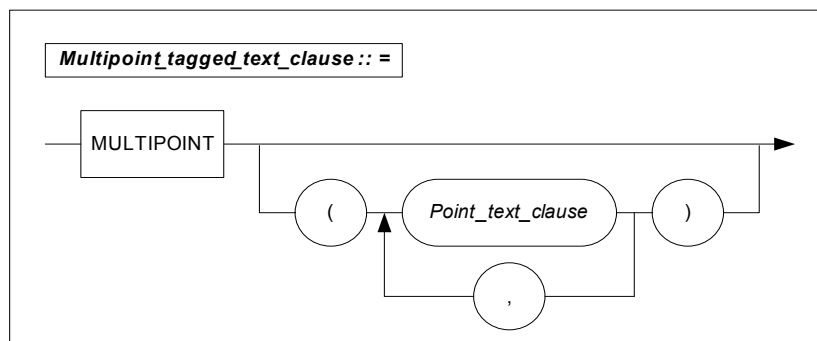 Multipoint_tagged_text_clause :: =
MULTIPOINT
( Point_text_clause )
,